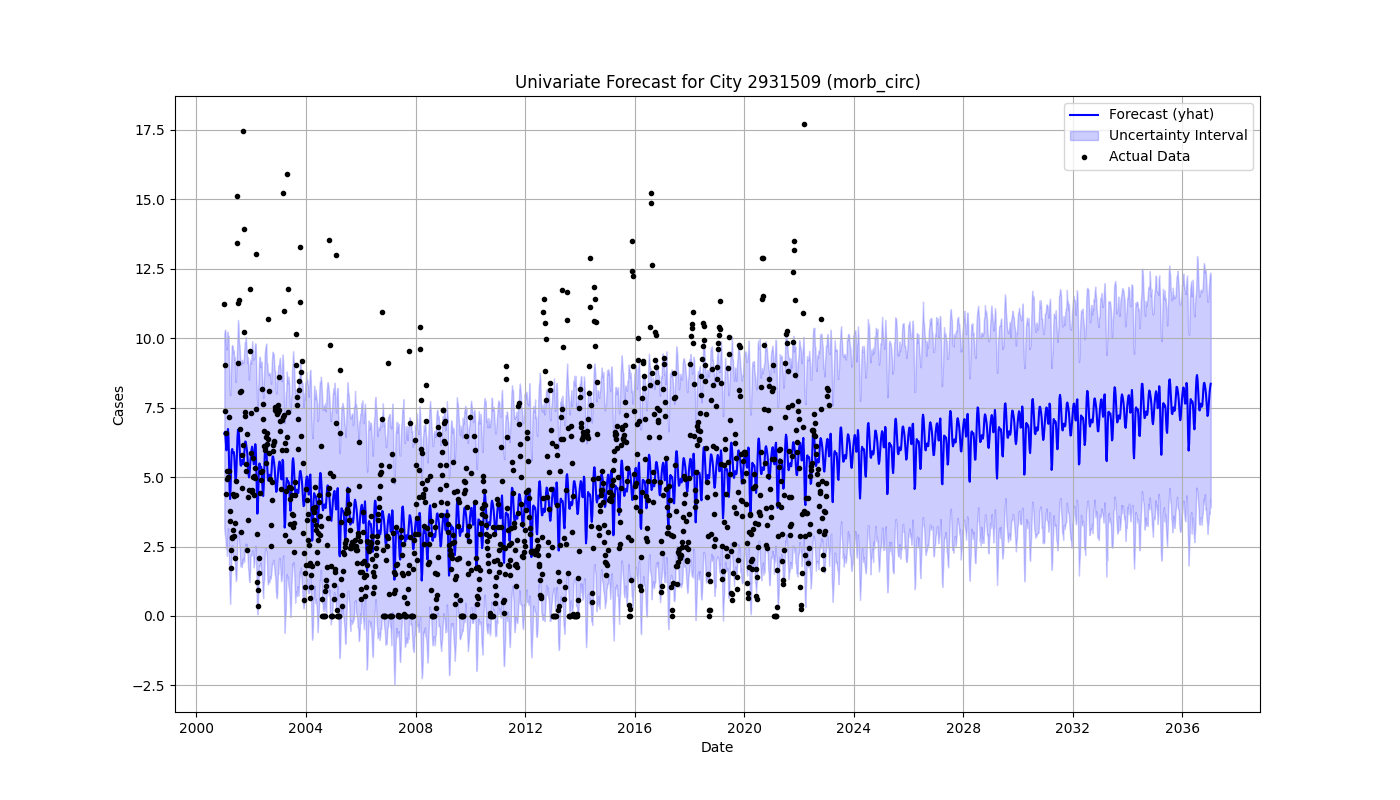 Univariate Forecast for City 2931509 (morb_circ)
Forecast (yhat)
Uncertainty Interval
Actual Data
17.5
15.0
12.5
10.0
7.5
5.0
2.5
0.0
−2.5
Cases
2000 2004 2008 2012 2016 2020 2024 2028 2032 2036
Date